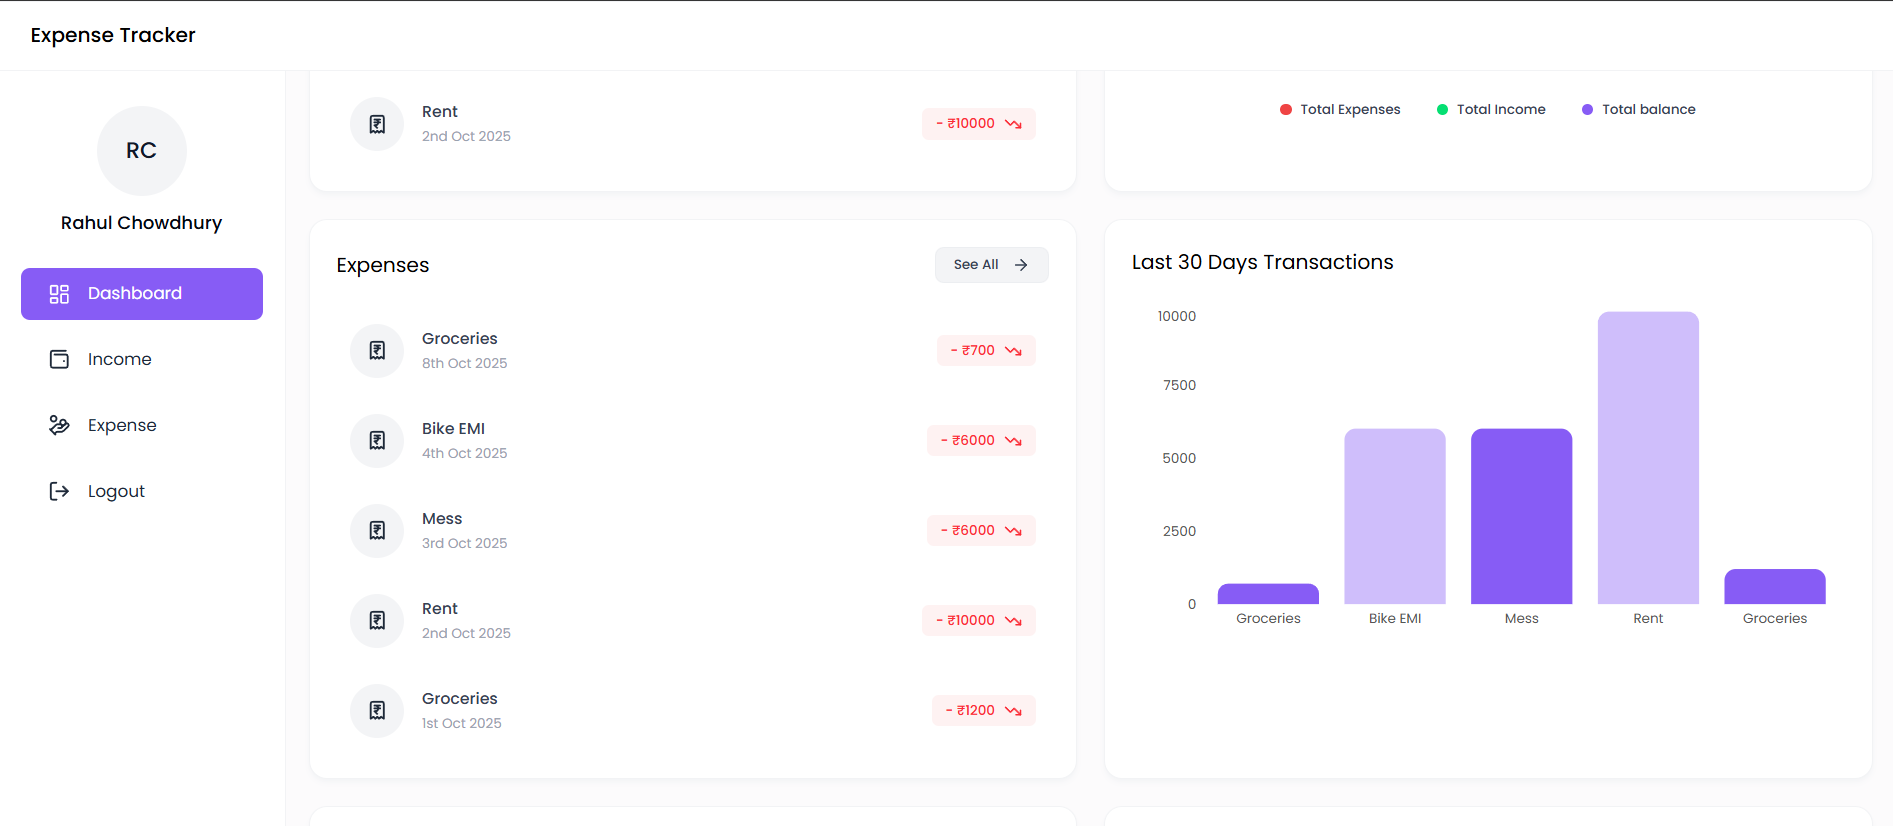 Expense Tracker
RC
Rahul Chowdhury
Dashboard
Income
Expense
Logout
Rent
2nd Oct 2025
- ₹10000
Total Expenses
Total Income
Total balance
Expenses
See All
Groceries
8th Oct 2025
- ₹700
Bike EMI
4th Oct 2025
- ₹6000
Mess
3rd Oct 2025
- ₹6000
Rent
2nd Oct 2025
- ₹10000
Groceries
1st Oct 2025
- ₹1200
Last 30 Days Transactions
10000
7500
5000
2500
0
Groceries
Bike EMI
Mess
Rent
Groceries